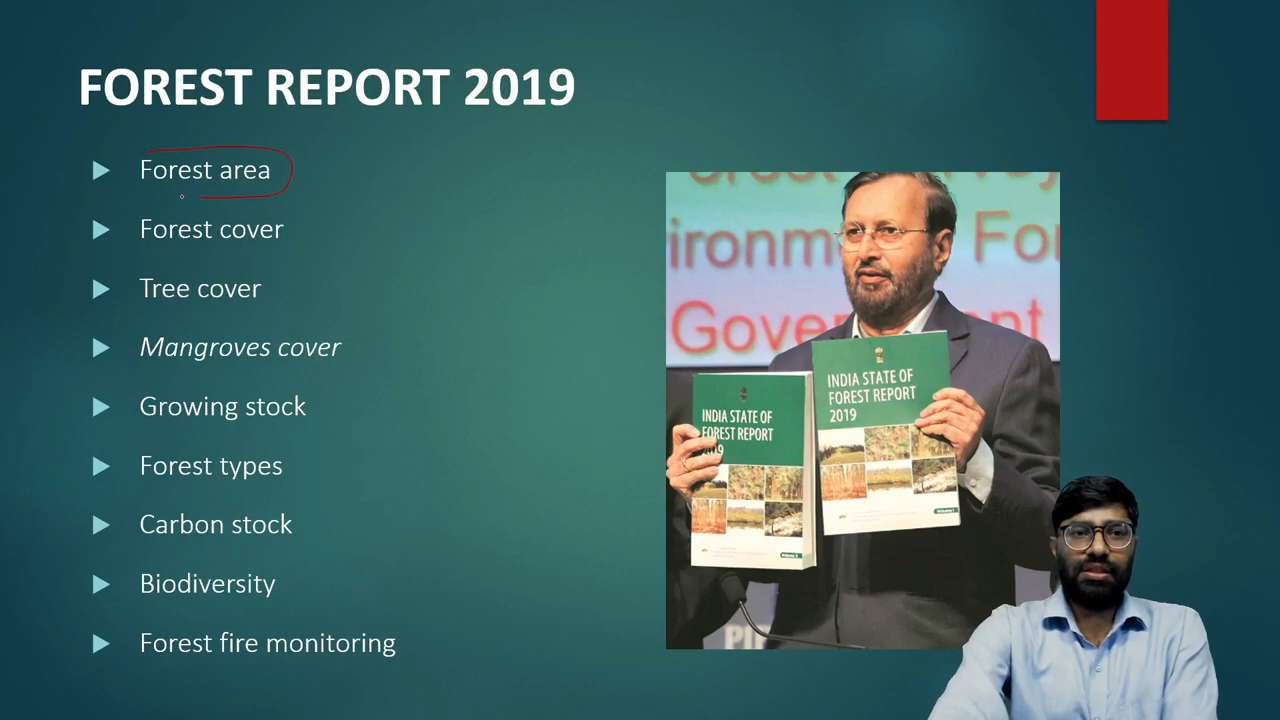 FOREST REPORT 2019
Forest area
Forest cover
Tree cover
Mangroves cover
Growing stock
Forest types
Carbon stock
Biodiversity
Forest fire monitoring
INDIA STATE OF
FOREST REPORT
2019
INDIA STATE OF
FOREST REPORT
2019